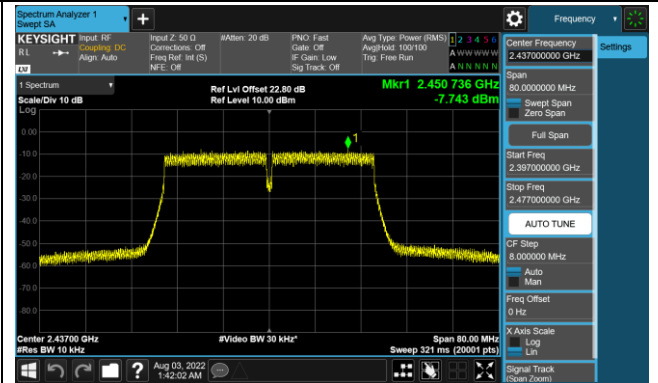 Spectrum Analyzer 1
Swept SA
+
Frequency
KEYSIGHT
RL
Input: RF
Coupling: DC
Align: Auto
Input Z: 50 Ω
Corrections: Off
Freq Ref: Int (S)
NFE: Off
#Atten: 20 dB
PNO: Fast
Gate: Off
IF Gain: Low
Sig Track: Off
Avg Type: Power (RMS)
Avg|Hold: 100/100
Trig: Free Run
1 2 3 4 5 6
A W W W W W
A N N N N N
LXI
1 Spectrum
Scale/Div 10 dB
Log
Ref Lvl Offset 22.80 dB
Ref Level 10.00 dBm
Mkr1 2.450 736 GHz
-7.743 dBm
1
0.00
-10.0
-20.0
-30.0
-40.0
-50.0
-60.0
-70.0
-80.0
Center 2.43700 GHz
#Res BW 10 kHz
#Video BW 30 kHz*
Span 80.00 MHz
Sweep 321 ms (20001 pts)
Center Frequency
2.437000000 GHz
Settings
Span
80.0000000 MHz
Swept Span
Zero Span
Full Span
Start Freq
2.397000000 GHz
Stop Freq
2.477000000 GHz
AUTO TUNE
CF Step
8.000000 MHz
Auto
Man
Freq Offset
0 Hz
X Axis Scale
Log
Lin
Signal Track
(Span Zoom)
?
Aug 03, 2022
1:42:02 AM